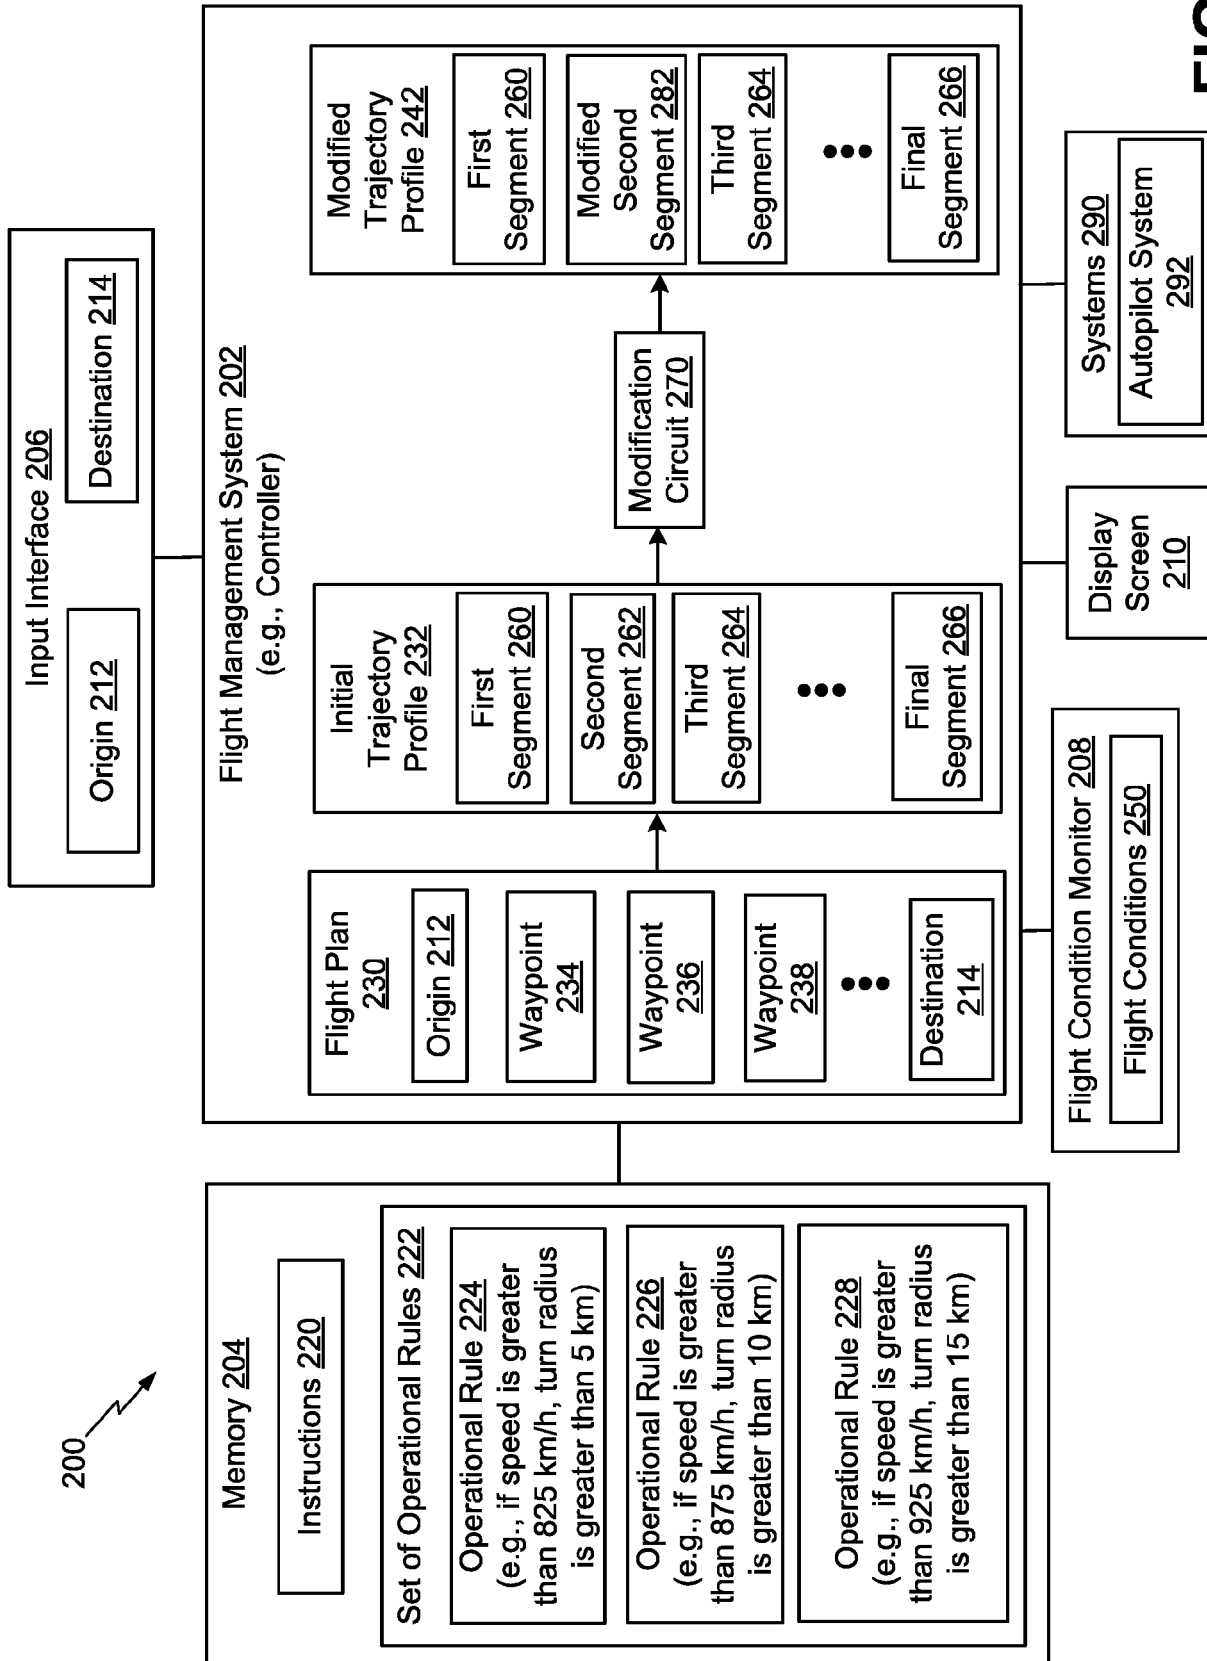 200
Memory 204
Instructions 220
Set of Operational Rules 222
Operational Rule 224
(e.g., if speed is greater
than 825 km/h, turn radius
is greater than 5 km)
Operational Rule 226
(e.g., if speed is greater
than 875 km/h, turn radius
is greater than 10 km)
Operational Rule 228
(e.g., if speed is greater
than 925 km/h, turn radius
is greater than 15 km)
Input Interface 206
Origin 212
Destination 214
Flight Management System 202
(e.g., Controller)
Flight Plan
230
Origin 212
Waypoint
234
Waypoint
236
Waypoint
238
Destination
214
Initial
Trajectory
Profile 232
First
Segment 260
Second
Segment 262
Third
Segment 264
Final
Segment 266
Modification
Circuit 270
Modified
Trajectory
Profile 242
First
Segment 260
Modified
Second
Segment 282
Third
Segment 264
Final
Segment 266
Flight Condition Monitor 208
Flight Conditions 250
Display
Screen
210
Systems 290
Autopilot System
292